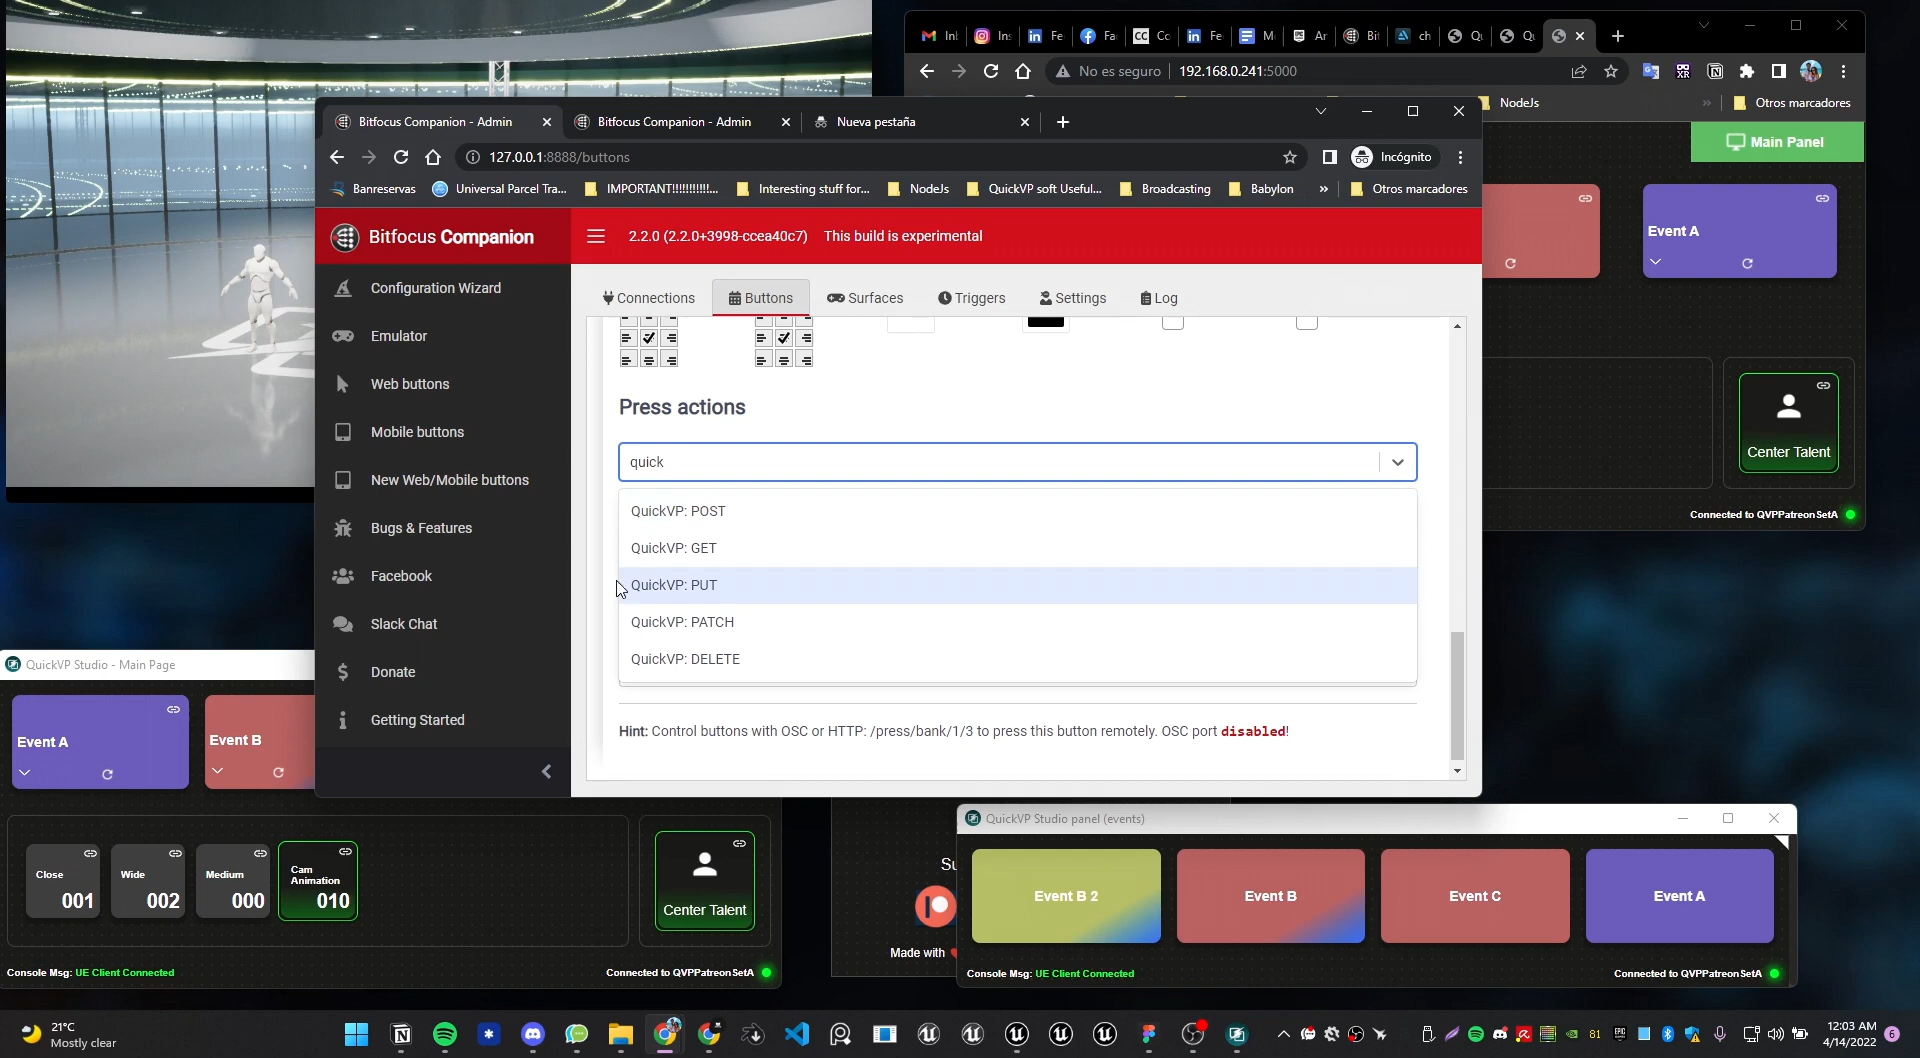 Fe
Fac
CC
Co
Fe
M
Ar
Bit
ch
Qu
Qu
No es seguro
192.168.0.241:5000
NodeJs
Otros marcadores
Main Panel
Event A
Center Talent
Connected to QVPPatreonSetA
Bitfocus Companion - Admin
Bitfocus Companion - Admin
Nueva pestaña
127.0.0.1:8888/buttons
Incógnito
Banreservas
Universal Parcel Tra...
IMPORTANT!!!!!!!!!!!...
Interesting stuff for...
NodeJs
QuickVP soft Useful...
Broadcasting
Babylon
Otros marcadores
Bitfocus Companion
2.2.0 (2.2.0+3998-ccea40c7) This build is experimental
Configuration Wizard
Emulator
Web buttons
Mobile buttons
New Web/Mobile buttons
Bugs & Features
Facebook
Slack Chat
Donate
Getting Started
Connections
Buttons
Surfaces
Triggers
Settings
Log
Press actions
quick
QuickVP: POST
QuickVP: GET
QuickVP: PUT
QuickVP: PATCH
QuickVP: DELETE
Hint: Control buttons with OSC or HTTP: /press/bank/1/3 to press this button remotely. OSC port disabled!
QuickVP Studio - Main Page
Event A
Event B
Close
001
Wide
002
Medium
000
Cam
Animation
010
Center Talent
Console Msg: UE Client Connected
Connected to QVPPatreonSetA
Su
Made with
QuickVP Studio panel (events)
Event B 2
Event B
Event C
Event A
Console Msg: UE Client Connected
Connected to QVPPatreonSetA
21°C
Mostly clear
81
12:03 AM
4/14/2022
6